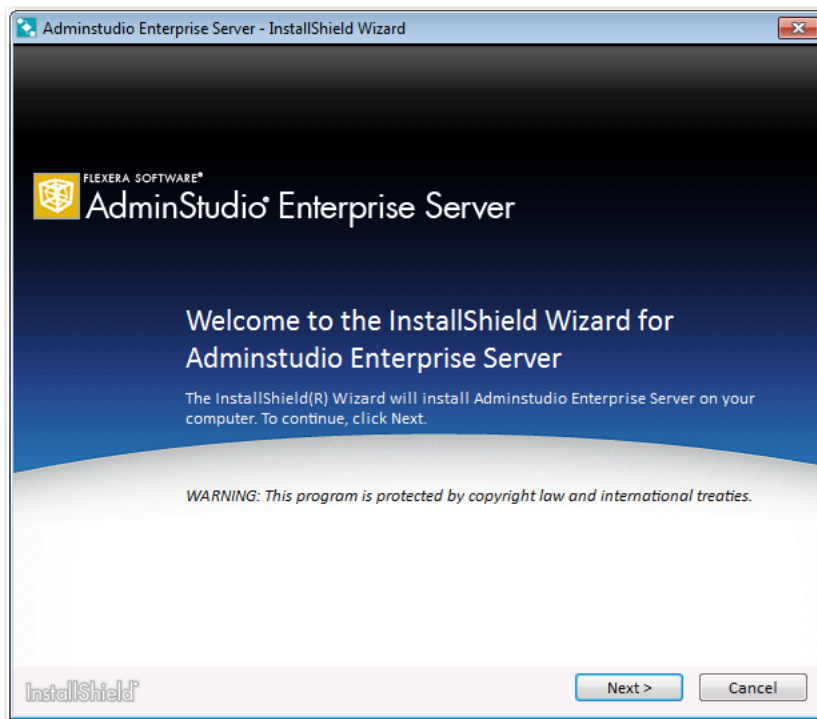 Adminstudio Enterprise Server - InstallShield Wizard
FLEXERA SOFTWARE®
AdminStudio® Enterprise Server
Welcome to the InstallShield Wizard for
Adminstudio Enterprise Server
The InstallShield(R) Wizard will install Adminstudio Enterprise Server on your
computer. To continue, click Next.
WARNING: This program is protected by copyright law and international treaties.
InstallShield®
Next >
Cancel